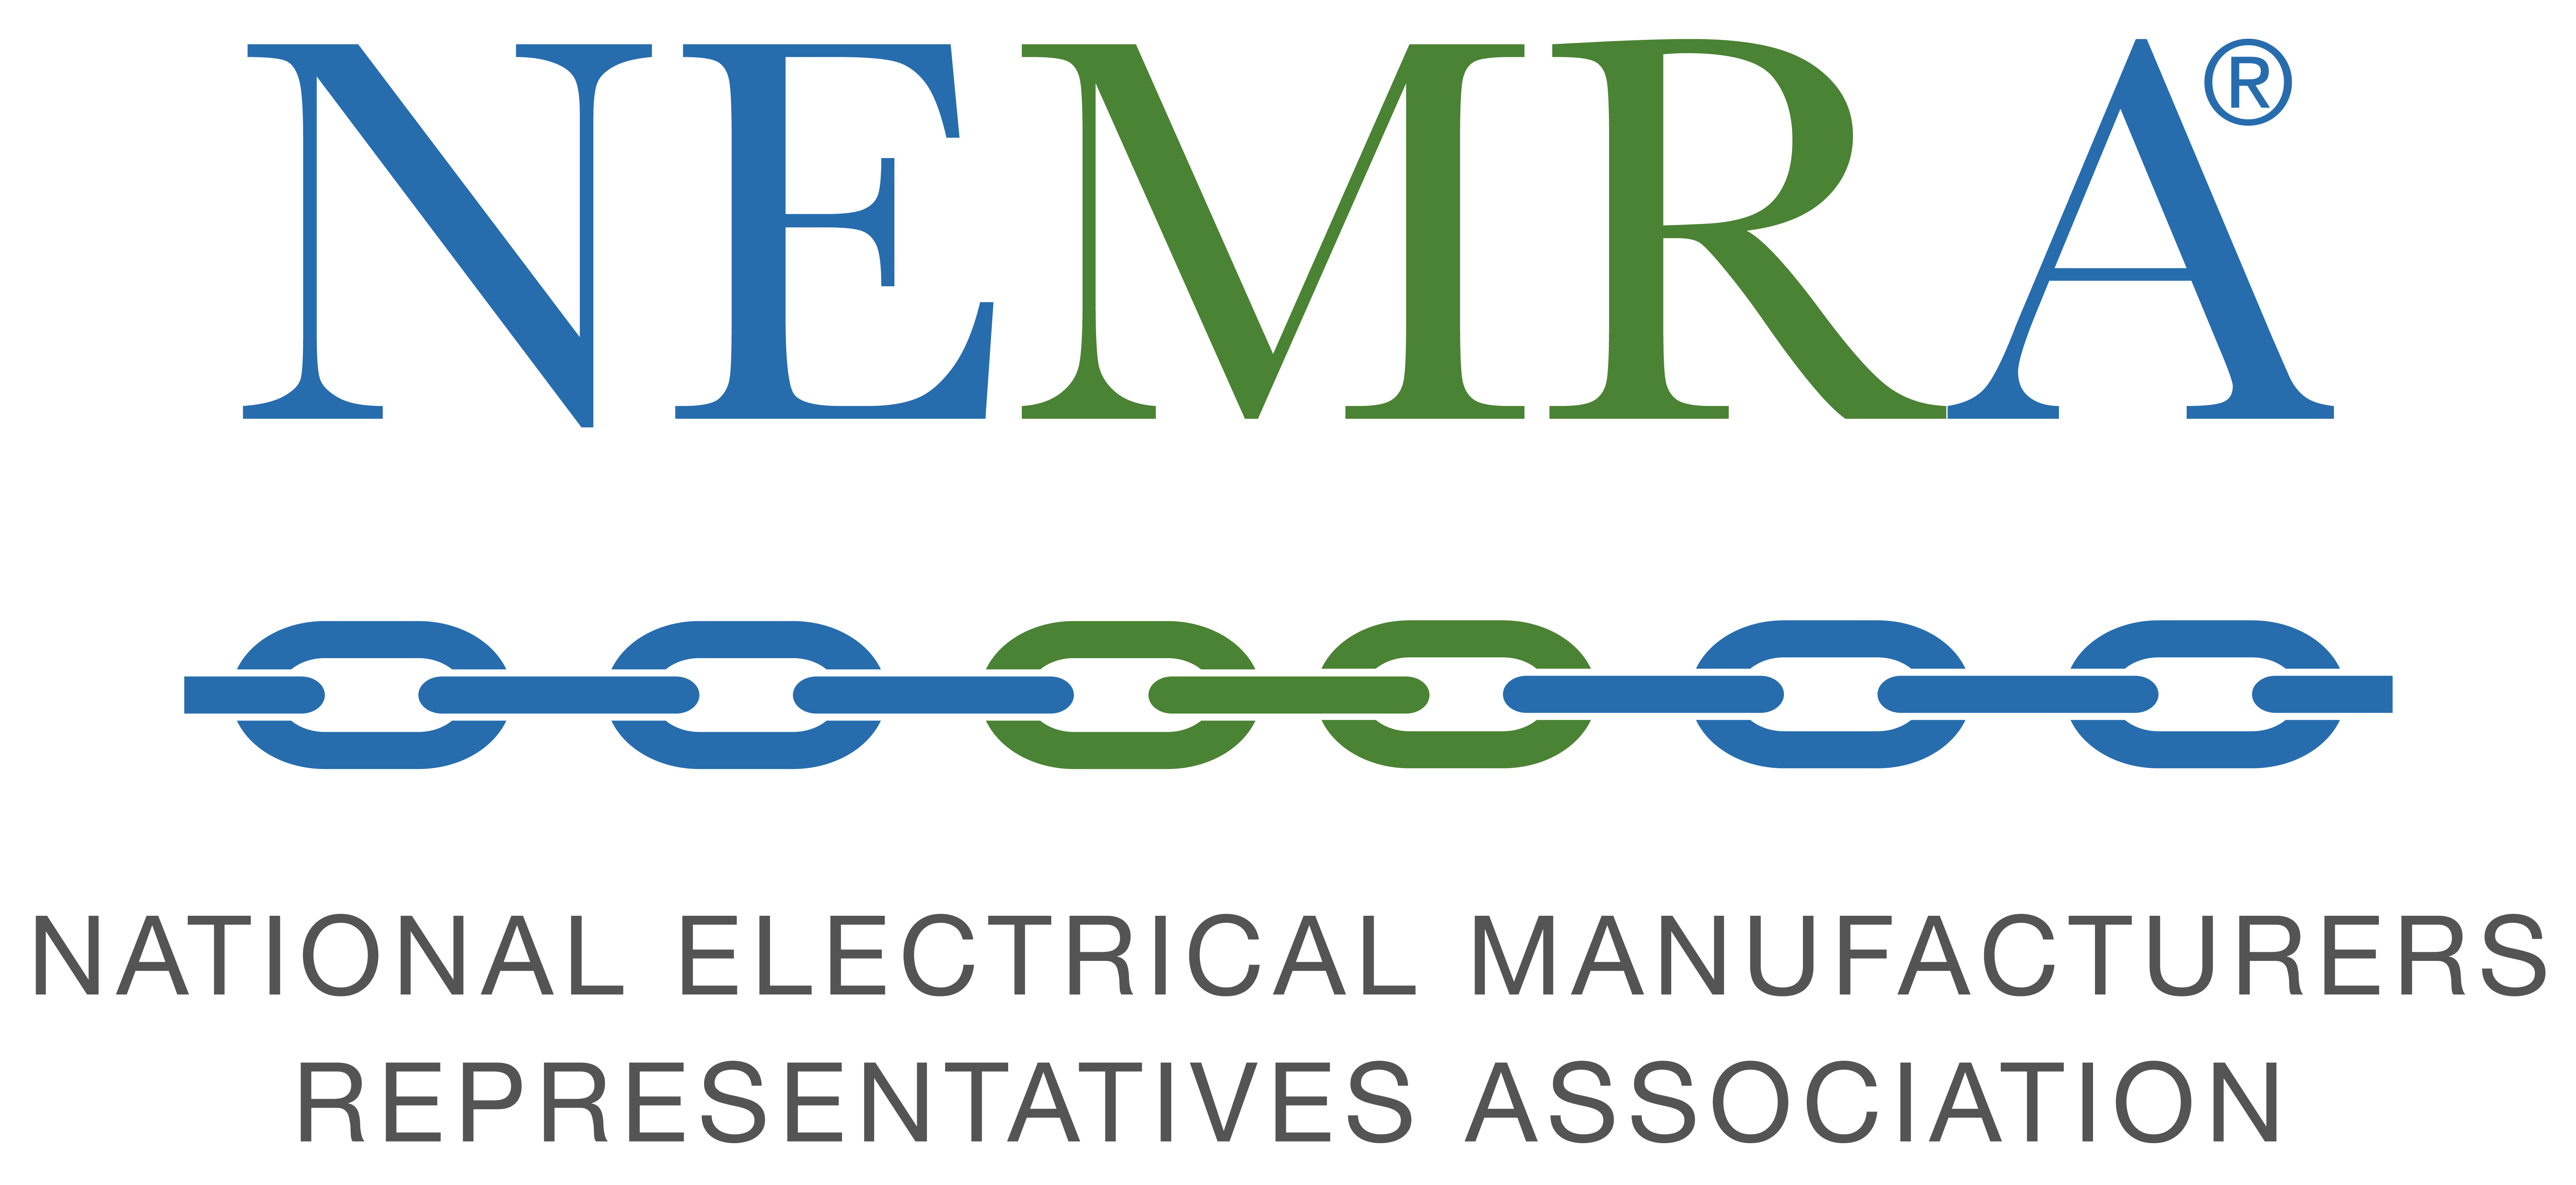 NEMRA®
NATIONAL ELECTRICAL MANUFACTURERS
REPRESENTATIVES ASSOCIATION